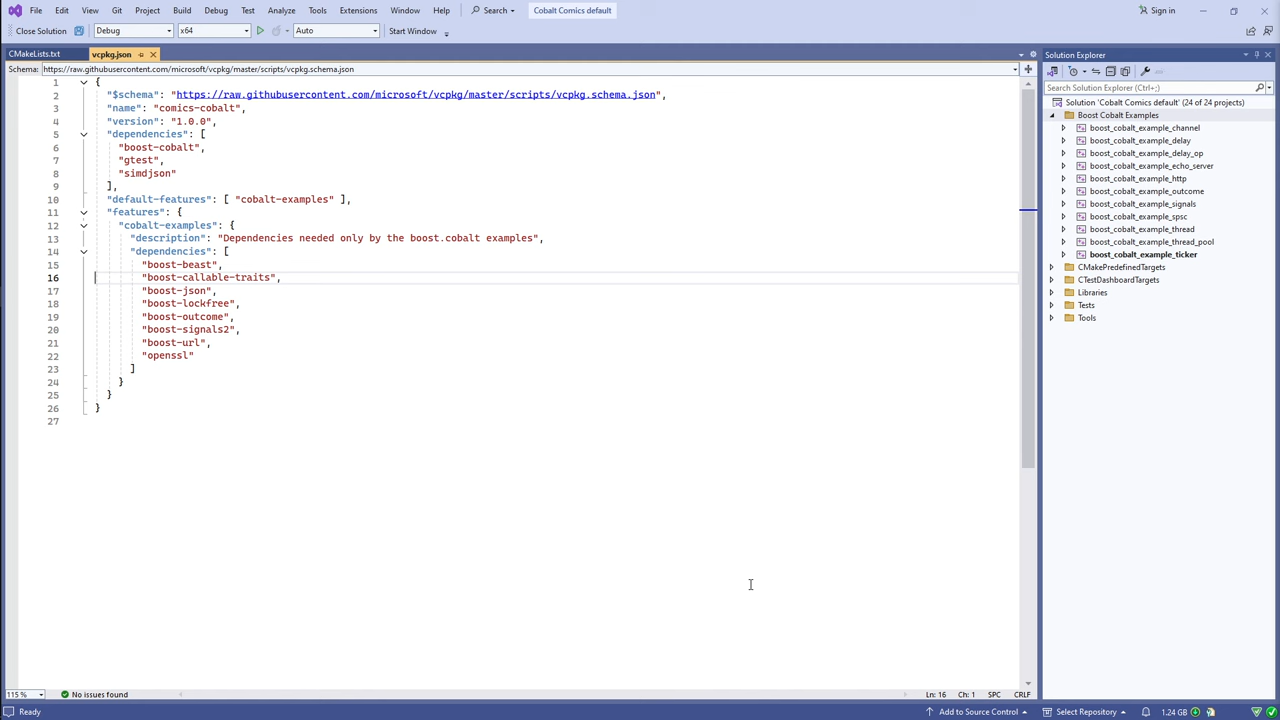 File Edit View Git Project Build Debug Test Analyze Tools Extensions Window Help Search Cobalt Comics default Sign in
Close Solution Debug x64 Auto Start Window
CMakeLists.txt vcpkg.json
Schema: https://raw.githubusercontent.com/microsoft/vcpkg/master/scripts/vcpkg.schema.json
1 {
2 "$schema": "https://raw.githubusercontent.com/microsoft/vcpkg/master/scripts/vcpkg.schema.json",
3 "name": "comics-cobalt",
4 "version": "1.0.0",
5 "dependencies": [
6 "boost-cobalt",
7 "gtest",
8 "simdjson"
9 ],
10 "default-features": [ "cobalt-examples" ],
11 "features": {
12 "cobalt-examples": {
13 "description": "Dependencies needed only by the boost.cobalt examples",
14 "dependencies": [
15 "boost-beast",
16 "boost-callable-traits",
17 "boost-json",
18 "boost-lockfree",
19 "boost-outcome",
20 "boost-signals2",
21 "boost-url",
22 "openssl"
23 ]
24 }
25 }
26 }
27
115 % No issues found Ln: 16 Ch: 1 SPC CRLF
Solution Explorer
Search Solution Explorer (Ctrl+;)
Solution 'Cobalt Comics default' (24 of 24 projects)
Boost Cobalt Examples
boost_cobalt_example_channel
boost_cobalt_example_delay
boost_cobalt_example_delay_op
boost_cobalt_example_echo_server
boost_cobalt_example_http
boost_cobalt_example_outcome
boost_cobalt_example_signals
boost_cobalt_example_spsc
boost_cobalt_example_thread
boost_cobalt_example_thread_pool
boost_cobalt_example_ticker
CMakePredefinedTargets
CTestDashboardTargets
Libraries
Tests
Tools
Ready Add to Source Control Select Repository 1.24 GB